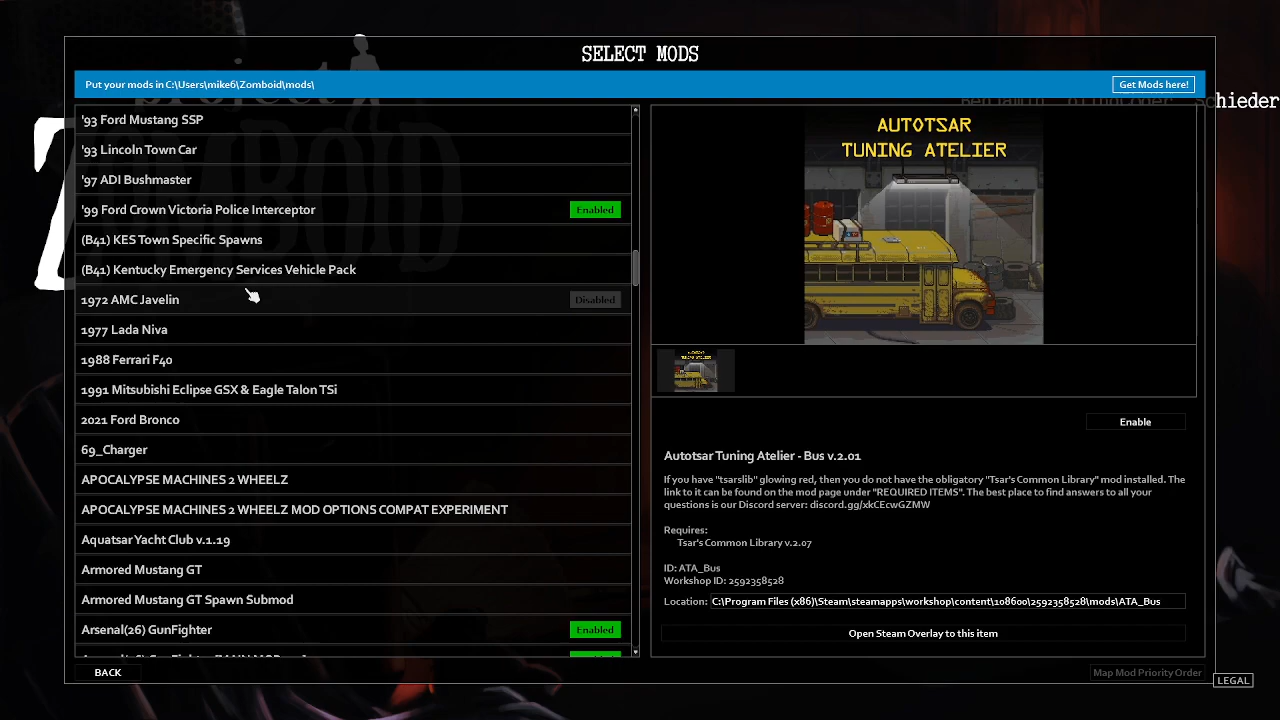 SELECT MODS
Put your mods in C:\Users\mike6\Zomboid\mods\
Get Mods here!
project
Schieder
'93 Ford Mustang SSP
'93 Lincoln Town Car
'97 ADI Bushmaster
'99 Ford Crown Victoria Police Interceptor
Enabled
(B41) KES Town Specific Spawns
(B41) Kentucky Emergency Services Vehicle Pack
1972 AMC Javelin
Disabled
1977 Lada Niva
1988 Ferrari F40
1991 Mitsubishi Eclipse GSX & Eagle Talon TSi
2021 Ford Bronco
69_Charger
APOCALYPSE MACHINES 2 WHEELZ
APOCALYPSE MACHINES 2 WHEELZ MOD OPTIONS COMPAT EXPERIMENT
Aquatsar Yacht Club v.1.19
Armored Mustang GT
Armored Mustang GT Spawn Submod
Arsenal(26) GunFighter
Enabled
BACK
AUTOTSAR
TUNING ATELIER
AUTOTSAR
TUNING ATELIER
Enable
Autotsar Tuning Atelier - Bus v.2.01
If you have "tsarslib" glowing red, then you do not have the obligatory "Tsar's Common Library" mod installed. The
link to it can be found on the mod page under "REQUIRED ITEMS". The best place to find answers to all your
questions is our Discord server: discord.gg/xkCEcwGZMW
Requires:
Tsar's Common Library v.2.07
ID: ATA_Bus
Workshop ID: 2592358528
Location: C:\Program Files (x86)\Steam\steamapps\workshop\content\108600\2592358528\mods\ATA_Bus
Open Steam Overlay to this item
Map Mod Priority Order
LEGAL